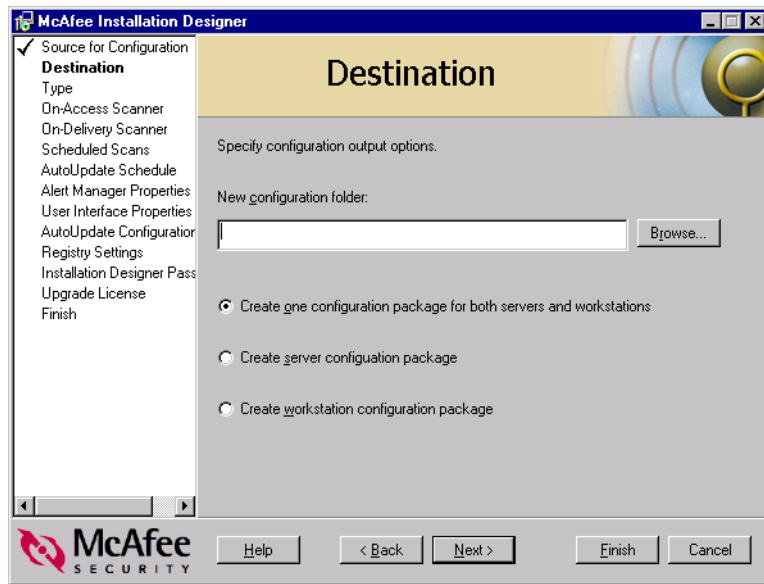 McAfee Installation Designer
Source for Configuration
Destination
Type
On-Access Scanner
On-Delivery Scanner
Scheduled Scans
AutoUpdate Schedule
Alert Manager Properties
User Interface Properties
AutoUpdate Configuration
Registry Settings
Installation Designer Pass
Upgrade License
Finish
Destination
Specify configuration output options.
New configuration folder:
Browse...
Create one configuration package for both servers and workstations
Create server configuation package
Create workstation configuration package
McAfee
SECURITY
Help
< Back
Next >
Finish
Cancel